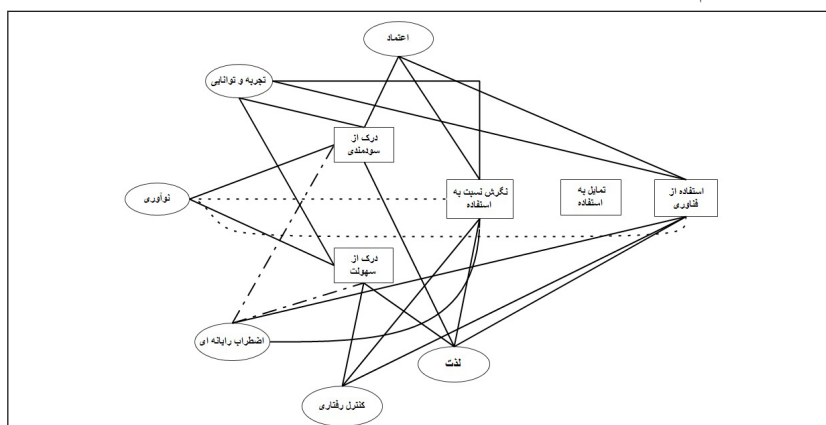 اعتماد
تجربه و توانایی
درک از
سودمندی
نوآوری
نگرش نسبت به
استفاده
تمایل به
استفاده
استفاده از
فناوری
درک از
سهولت
اضطراب رایانه ای
لذت
کنترل رفتاری